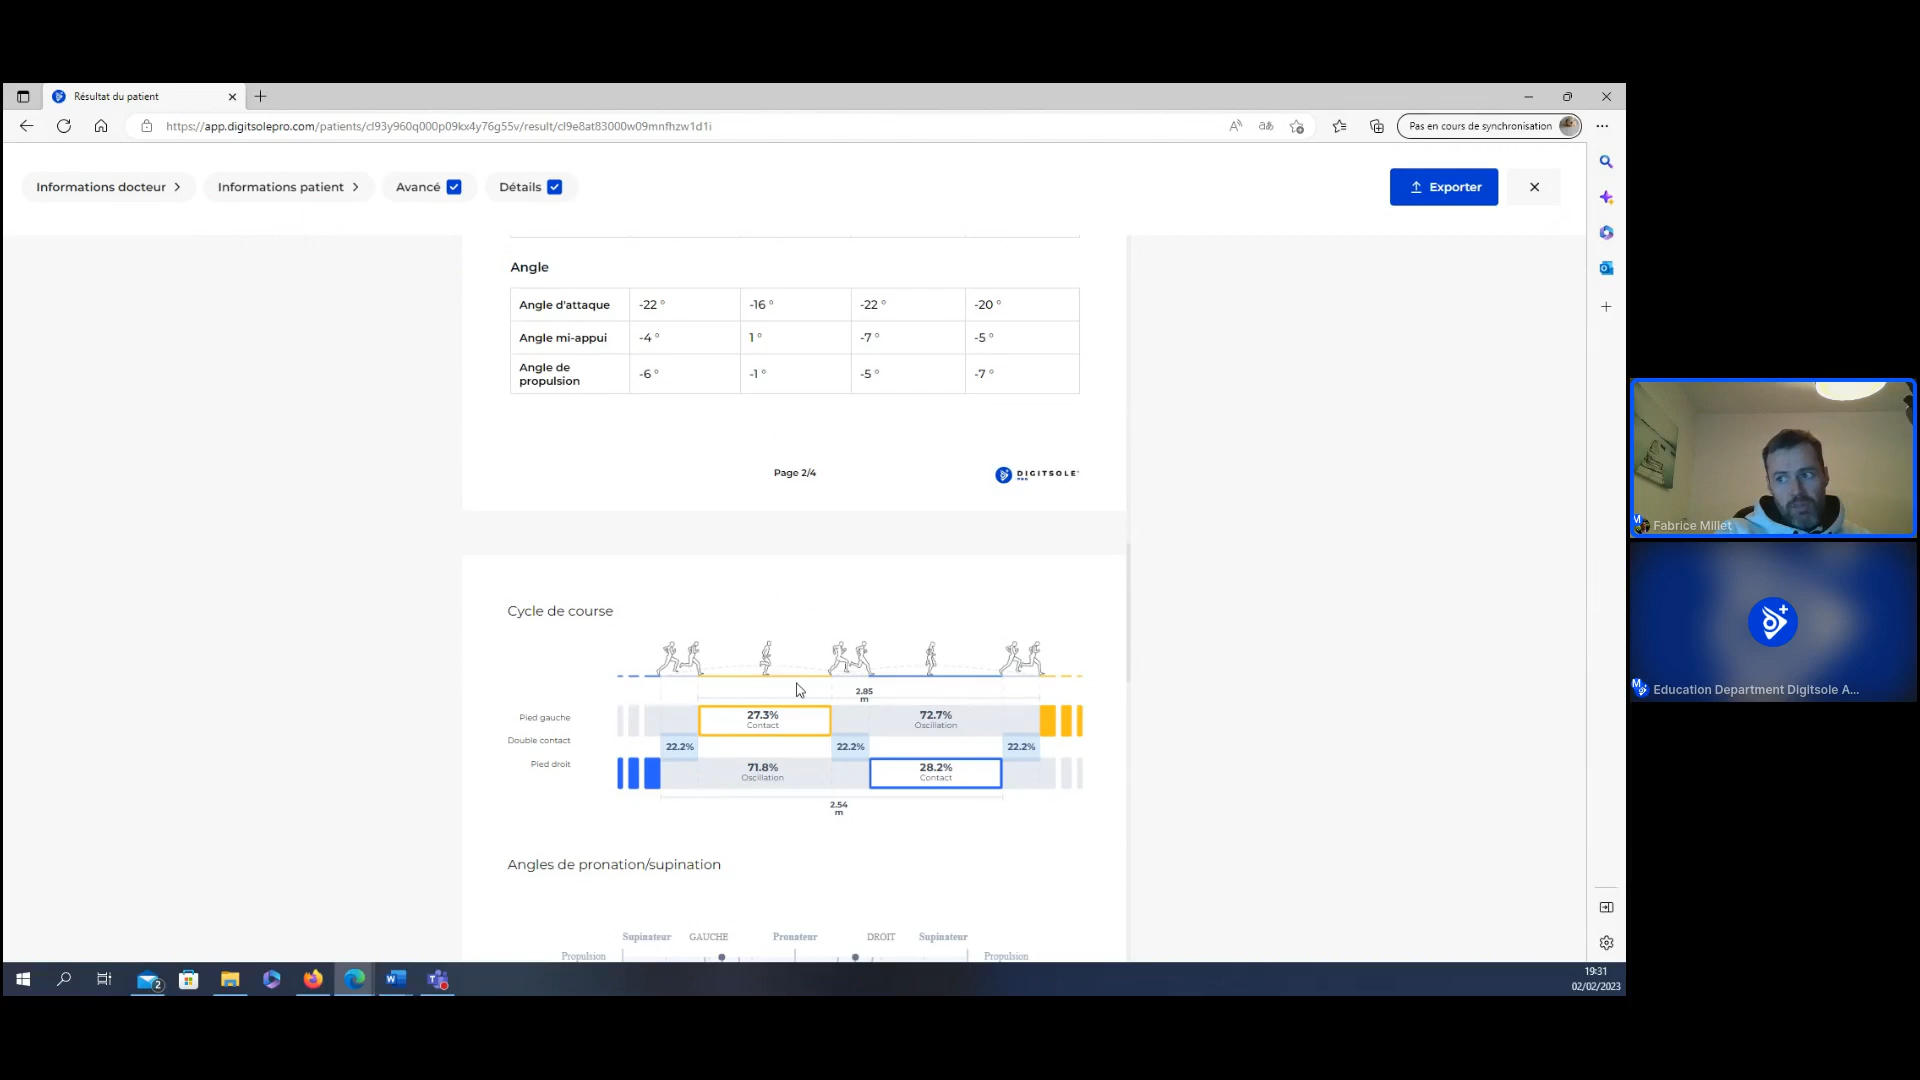 Résultat du patient
https://app.digitsolepro.com/patients/cl93y960q000p09kx4y76g55v/result/cl9e8at83000w09mnfhzw1d1i
Pas en cours de synchronisation
Informations docteur
Informations patient
Avancé
Détails
Exporter
Angle
Angle d'attaque -22 ° -16 ° -22 ° -20 °
Angle mi-appui -4 ° 1 ° -7 ° -5 °
Angle de
propulsion -6 ° -1 ° -5 ° -7 °
Page 2/4
DIGITSOLE
PRO
Cycle de course
2.85
m
Pied gauche 27.3% 72.7%
Contact Oscillation
Double contact 22.2% 22.2% 22.2%
Pied droit 71.8% 28.2%
Oscillation Contact
2.54
m
Angles de pronation/supination
Supinateur GAUCHE Pronateur DROIT Supinateur
Propulsion Propulsion
Fabrice Millet
Education Department Digitsole A...
2
19:31
02/02/2023